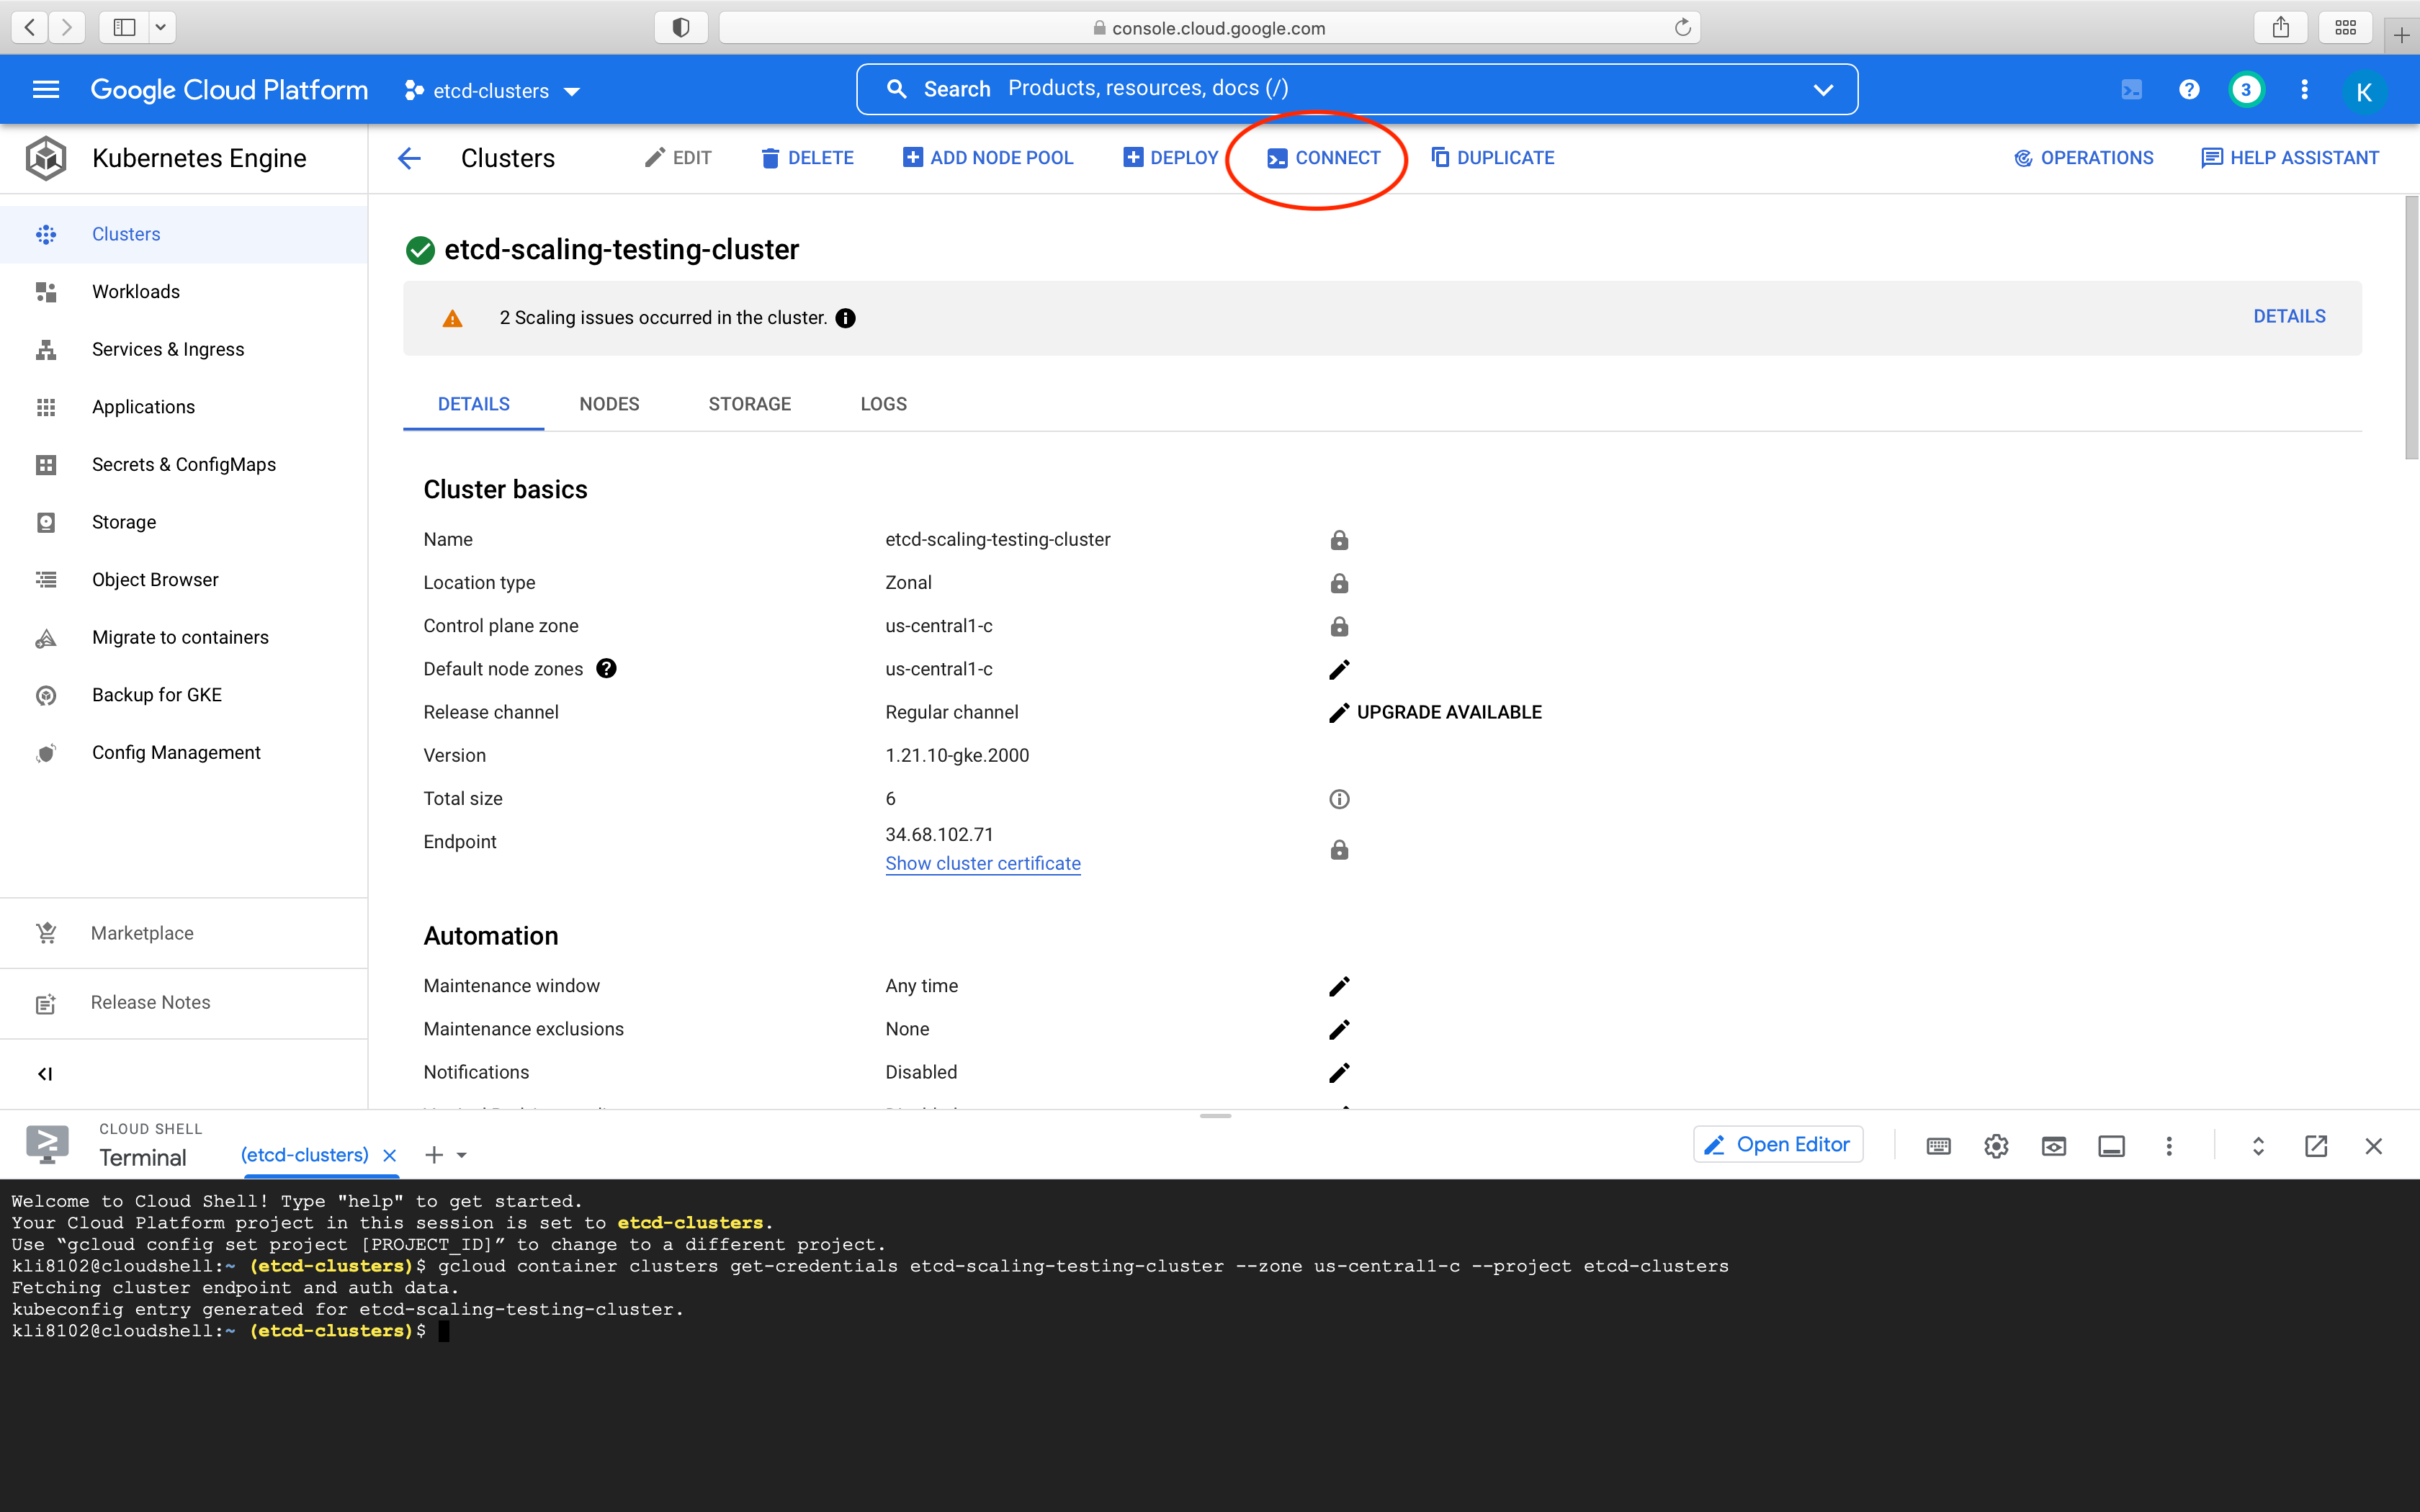 console.cloud.google.com
Google Cloud Platform
etcd-clusters
Search Products, resources, docs (/)
3
K
Kubernetes Engine
Clusters
EDIT
DELETE
ADD NODE POOL
DEPLOY
CONNECT
DUPLICATE
OPERATIONS
HELP ASSISTANT
Clusters
Workloads
Services & Ingress
Applications
Secrets & ConfigMaps
Storage
Object Browser
Migrate to containers
Backup for GKE
Config Management
Marketplace
Release Notes
etcd-scaling-testing-cluster
2 Scaling issues occurred in the cluster.
DETAILS
DETAILS
NODES
STORAGE
LOGS
Cluster basics
Name etcd-scaling-testing-cluster
Location type Zonal
Control plane zone us-central1-c
Default node zones us-central1-c
Release channel Regular channel UPGRADE AVAILABLE
Version 1.21.10-gke.2000
Total size 6
Endpoint 34.68.102.71
Show cluster certificate
Automation
Maintenance window Any time
Maintenance exclusions None
Notifications Disabled
CLOUD SHELL
Terminal
(etcd-clusters)
Open Editor
Welcome to Cloud Shell! Type "help" to get started.
Your Cloud Platform project in this session is set to etcd-clusters.
Use “gcloud config set project [PROJECT_ID]” to change to a different project.
kli8102@cloudshell:~ (etcd-clusters)$ gcloud container clusters get-credentials etcd-scaling-testing-cluster --zone us-central1-c --project etcd-clusters
Fetching cluster endpoint and auth data.
kubeconfig entry generated for etcd-scaling-testing-cluster.
kli8102@cloudshell:~ (etcd-clusters)$